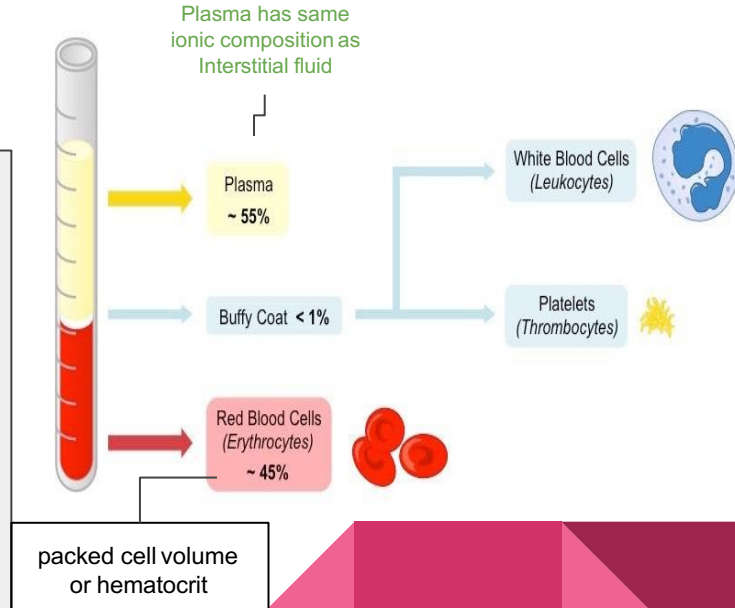 Plasma has same
ionic composition as
Interstitial fluid
Plasma
~ 55%
White Blood Cells
(Leukocytes)
Buffy Coat < 1%
Platelets
(Thrombocytes)
Red Blood Cells
(Erythrocytes)
~ 45%
packed cell volume
or hematocrit